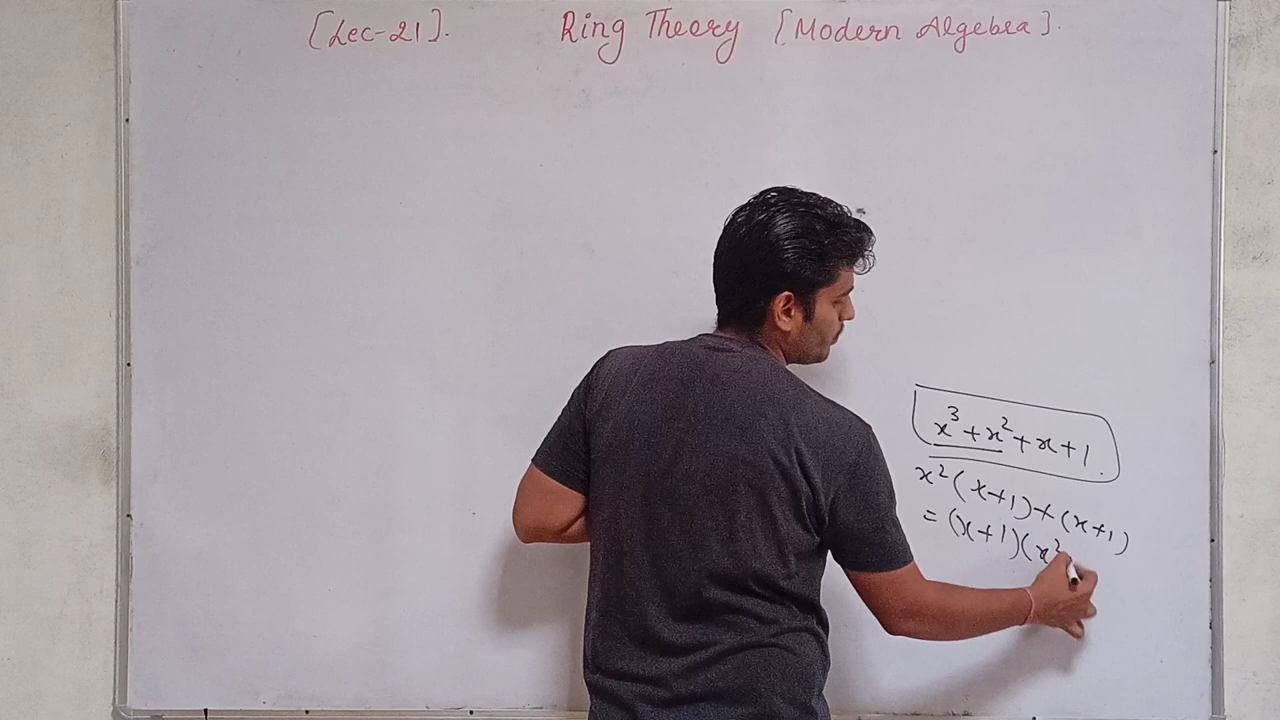 [Lec-21]. Ring Theory [Modern Algebra].
x³+x²+x+1.
x²(x+1)+(x+1)
=(x+1)(x²